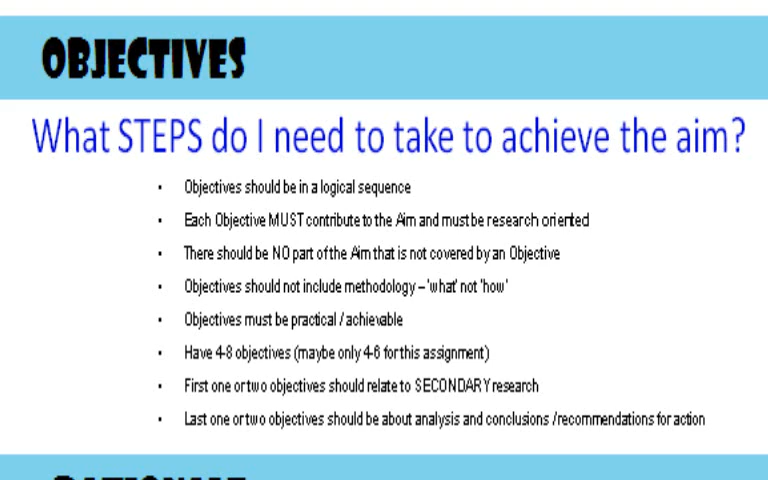 OBJECTIVES
What STEPS do I need to take to achieve the aim?
• Objectives should be in a logical sequence
• Each Objective MUST contribute to the Aim and must be research oriented
• There should be NO part of the Aim that is not covered by an Objective
• Objectives should not include methodology – 'what' not 'how'
• Objectives must be practical / achievable
• Have 4-8 objectives (maybe only 4-6 for this assignment)
• First one or two objectives should relate to SECONDARY research
• Last one or two objectives should be about analysis and conclusions / recommendations for action